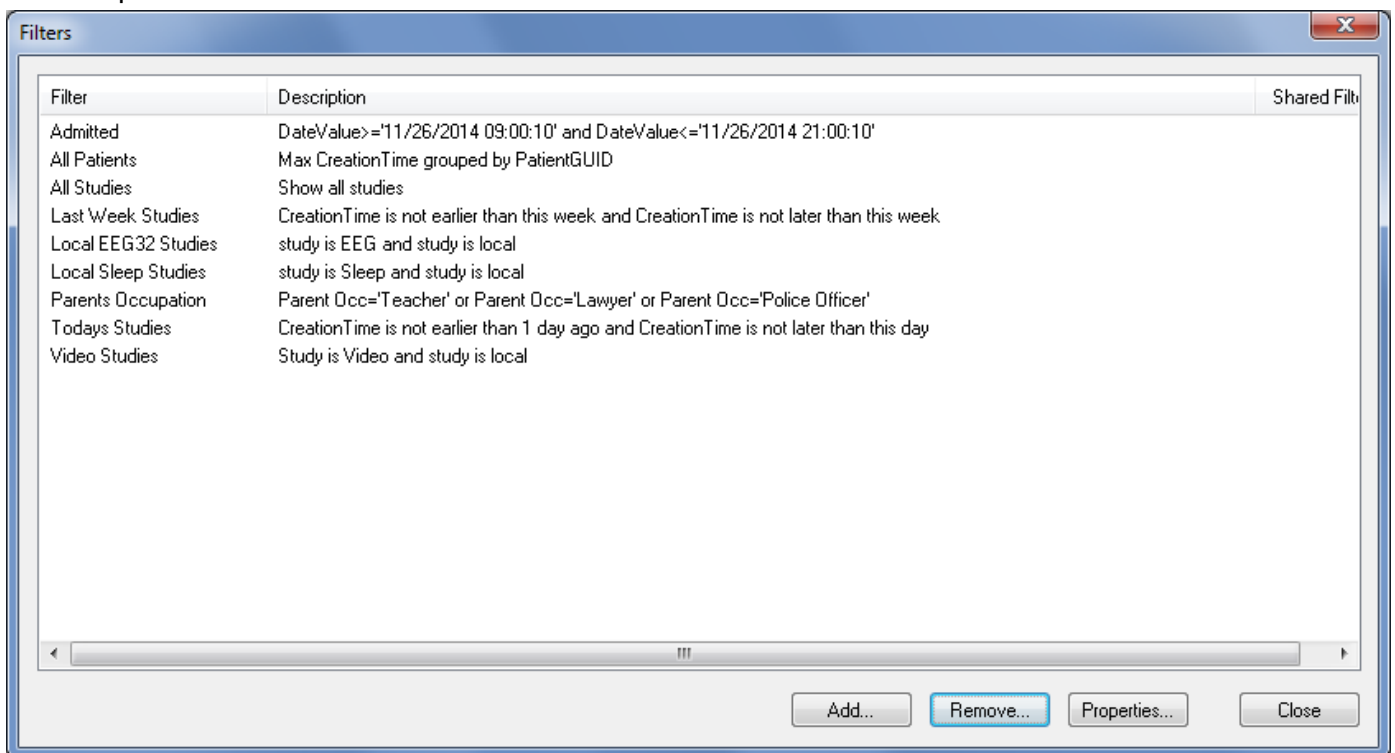 Filters
Filter Description Shared Filt
Admitted DateValue>='11/26/2014 09:00:10' and DateValue<='11/26/2014 21:00:10'
All Patients Max CreationTime grouped by PatientGUID
All Studies Show all studies
Last Week Studies CreationTime is not earlier than this week and CreationTime is not later than this week
Local EEG32 Studies study is EEG and study is local
Local Sleep Studies study is Sleep and study is local
Parents Occupation Parent Occ='Teacher' or Parent Occ='Lawyer' or Parent Occ='Police Officer'
Todays Studies CreationTime is not earlier than 1 day ago and CreationTime is not later than this day
Video Studies Study is Video and study is local
Add... Remove... Properties... Close